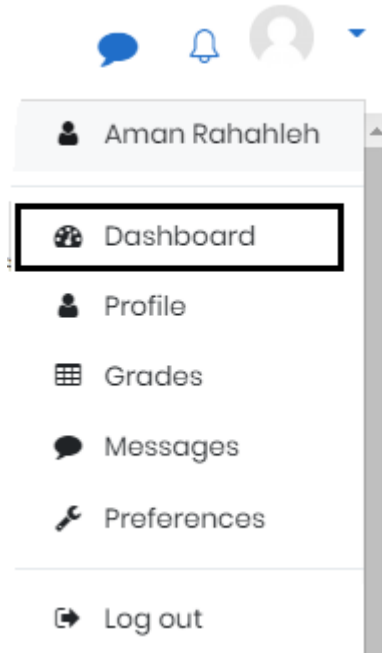 Aman Rahahleh
Dashboard
Profile
Grades
Messages
Preferences
Log out